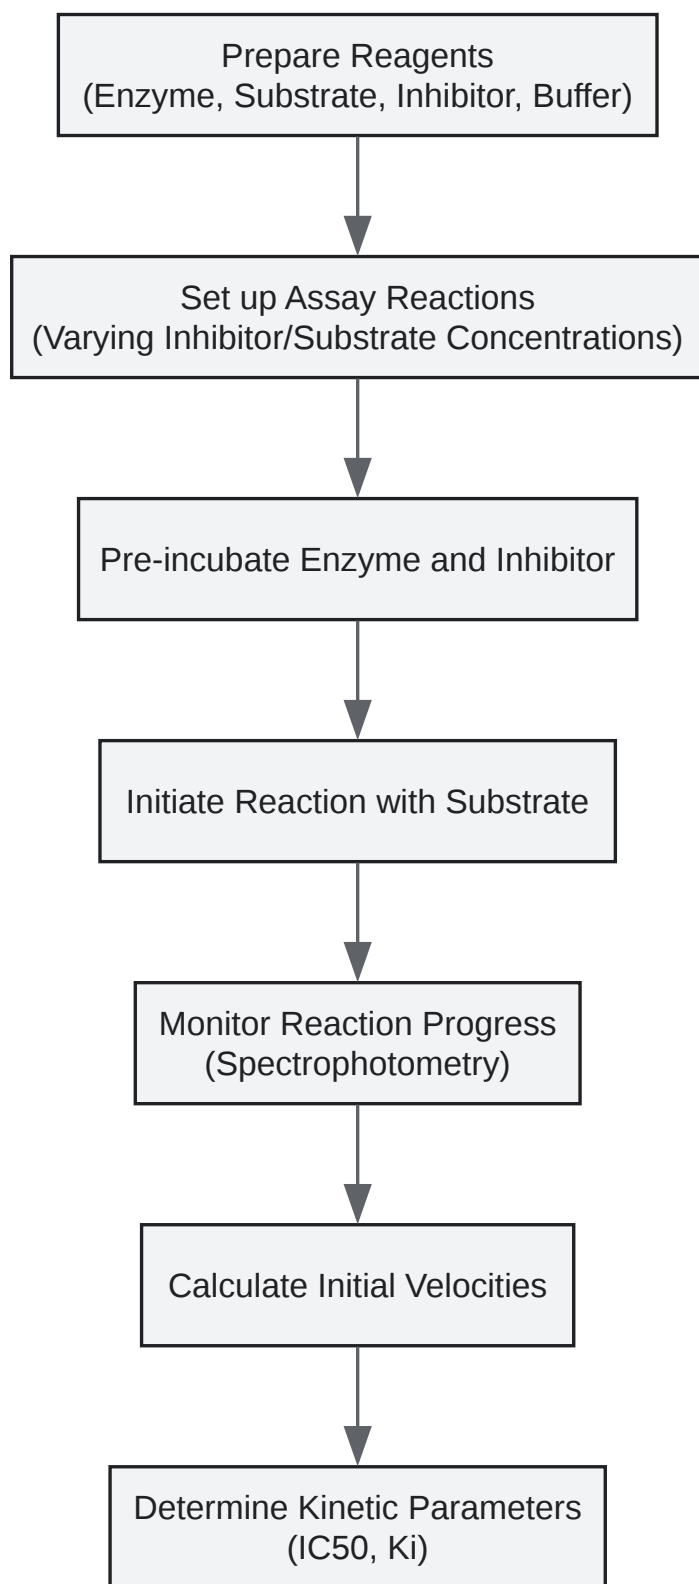 Prepare Reagents
(Enzyme, Substrate, Inhibitor, Buffer)
Set up Assay Reactions
(Varying Inhibitor/Substrate Concentrations)
Pre-incubate Enzyme and Inhibitor
Initiate Reaction with Substrate
Monitor Reaction Progress
(Spectrophotometry)
Calculate Initial Velocities
Determine Kinetic Parameters
(IC50, Ki)